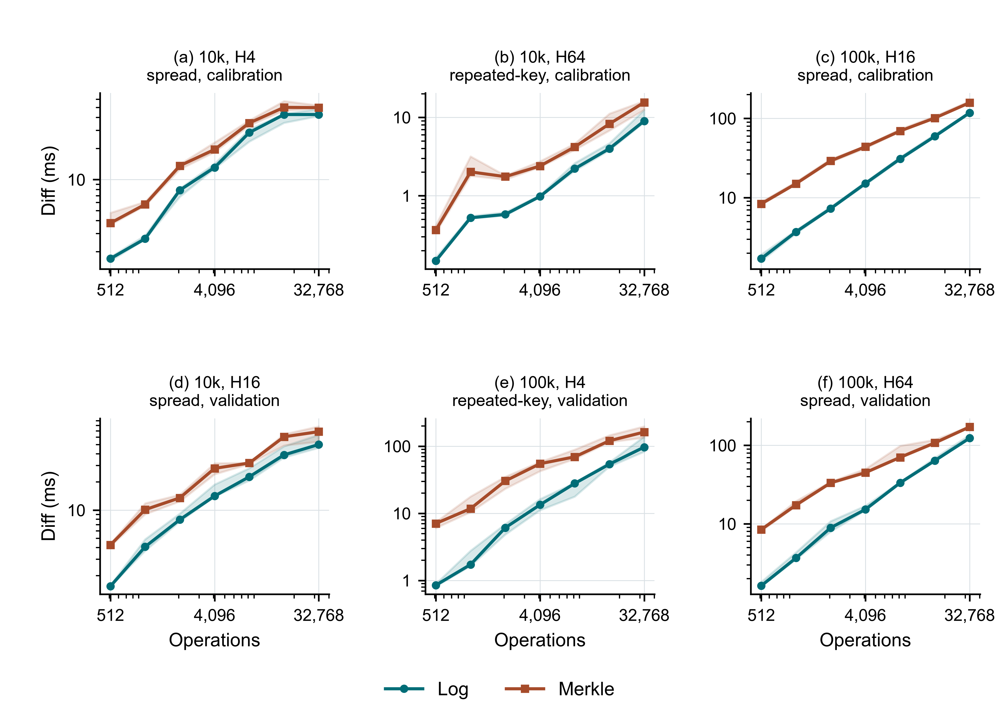 (a) 10k, H4
spread, calibration
(b) 10k, H64
repeated-key, calibration
(c) 100k, H16
spread, calibration
Diff (ms)
10
512
4,096
32,768
10
1
512
4,096
32,768
100
10
512
4,096
32,768
(d) 10k, H16
spread, validation
(e) 100k, H4
repeated-key, validation
(f) 100k, H64
spread, validation
Diff (ms)
10
512
4,096
32,768
Operations
100
10
1
512
4,096
32,768
Operations
100
10
512
4,096
32,768
Operations
Log
Merkle